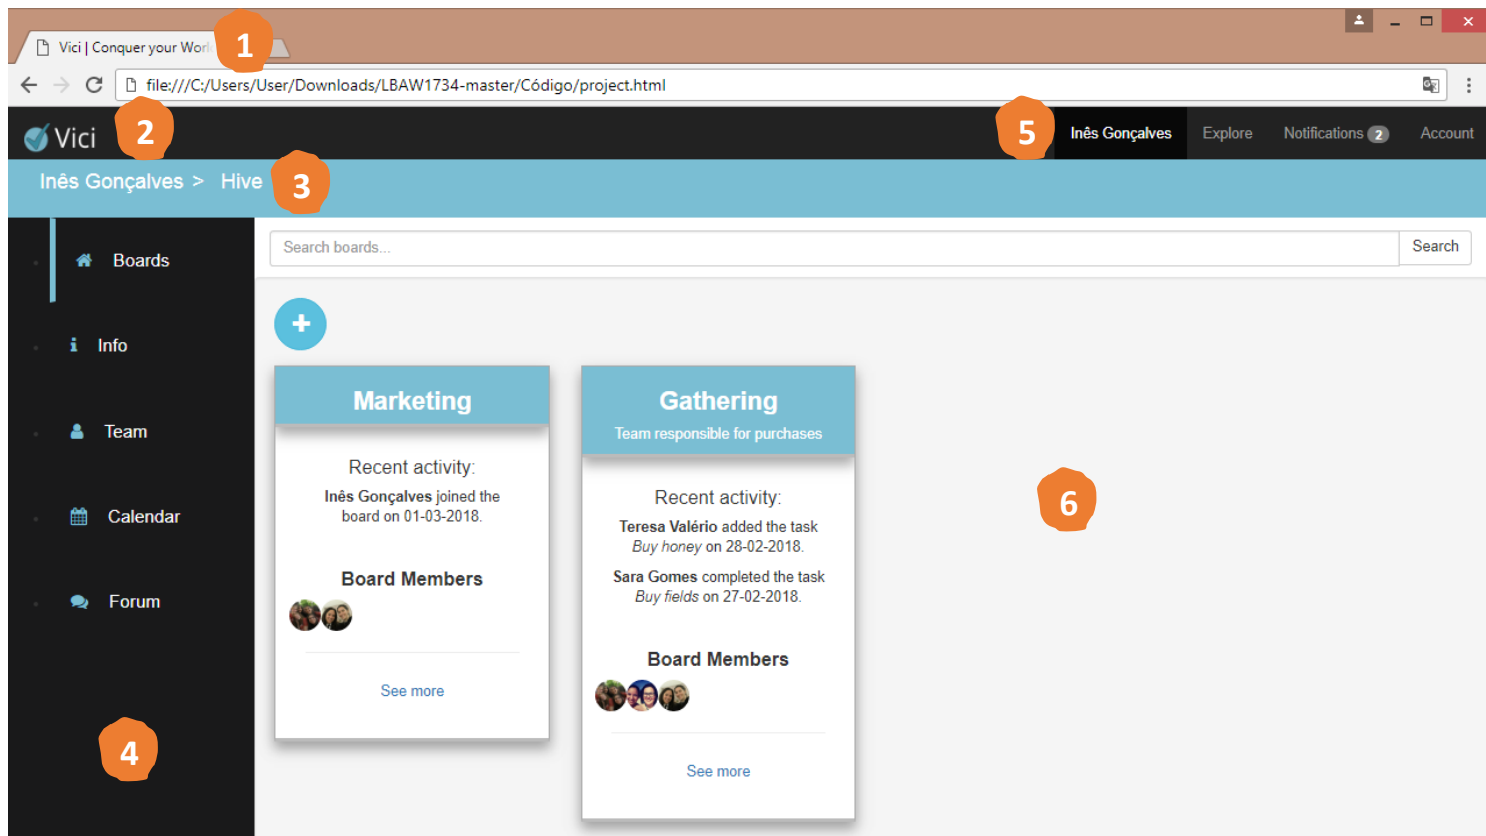 Vici | Conquer your Worl
1
file:///C:/Users/User/Downloads/LBAW1734-master/Código/project.html
Vici
2
5
Inês Gonçalves
Explore
Notifications 2
Account
Inês Gonçalves > Hive
3
Boards
Info
Team
Calendar
Forum
4
Search boards...
Search
Marketing
Recent activity:
Inês Gonçalves joined the
board on 01-03-2018.
Board Members
See more
Gathering
Team responsible for purchases
Recent activity:
Teresa Valério added the task
Buy honey on 28-02-2018.
Sara Gomes completed the task
Buy fields on 27-02-2018.
Board Members
See more
6